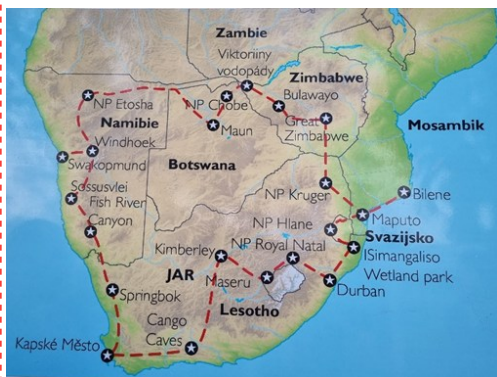 Zambie
Viktoriiny
vodopády
Zimbabwe
NP Etosha
NP Chobe
Bulawayo
Great
Zimbabwe
Namibie
Maun
Mosambik
Windhoek
Swakopmund
Botswana
Sossusvlei
NP Kruger
Bilene
Fish River
Canyon
Maputo
NP Hlane
Svazijsko
Kimberley
NP Royal Natal
ISimangaliso
Wetland park
JAR
Maseru
Durban
Springbok
Lesotho
Cango
Caves
Kapské Město